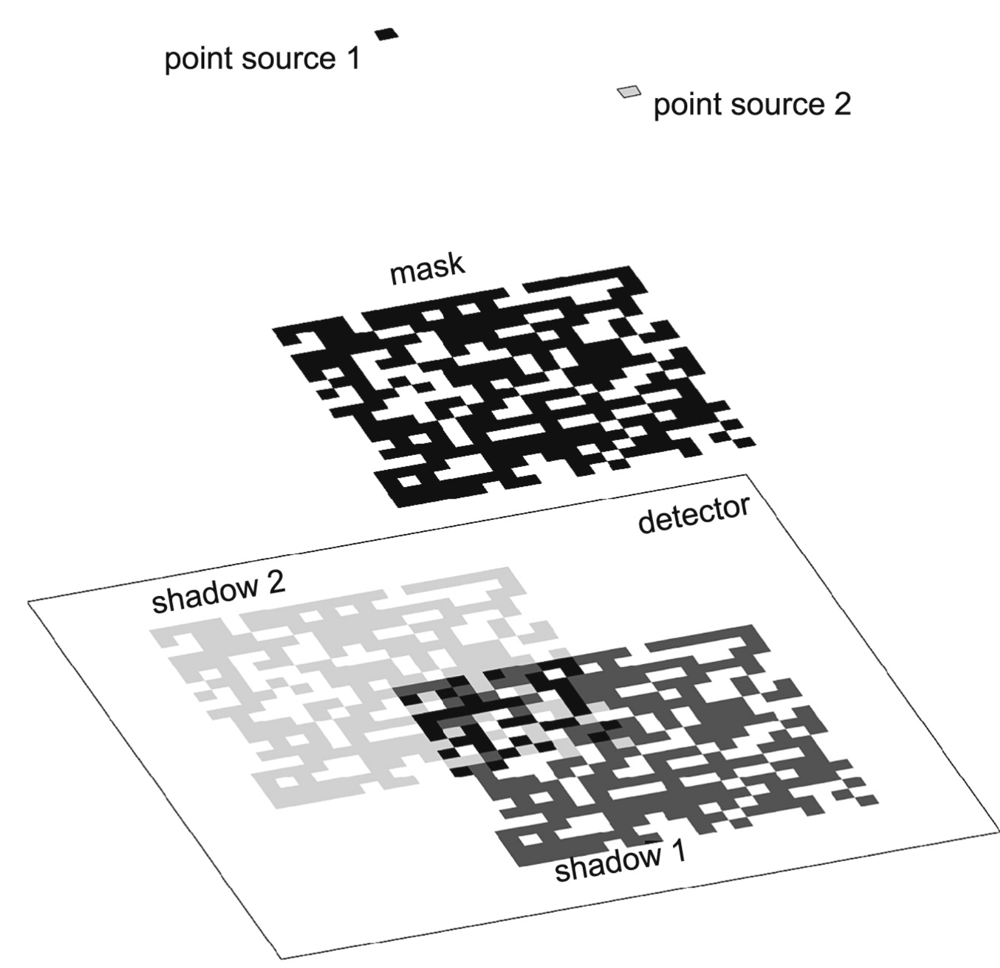 point source 1
point source 2
mask
detector
shadow 2
shadow 1